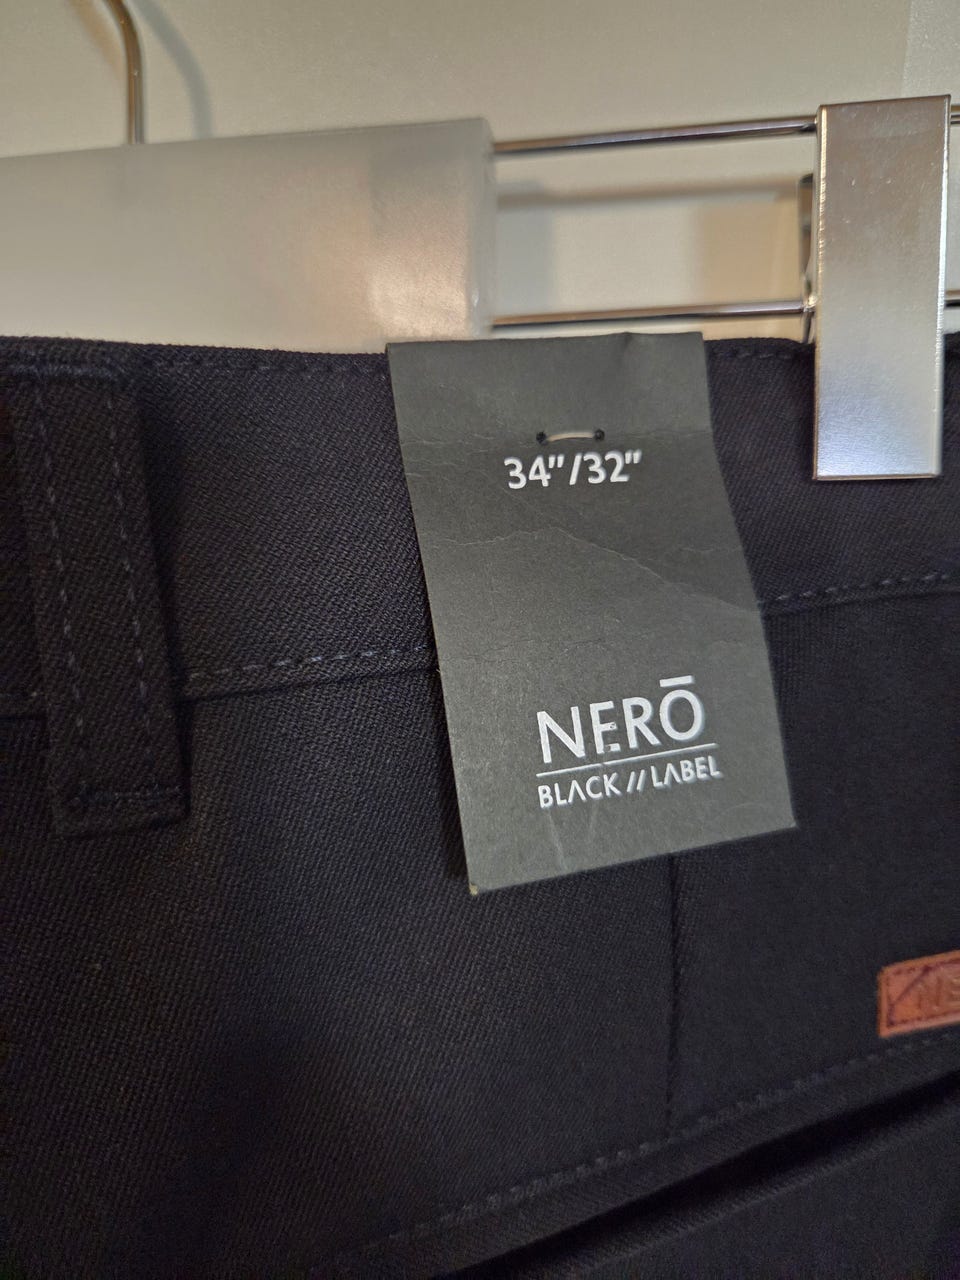 34"/32"
NERŌ
BLACK // LABEL